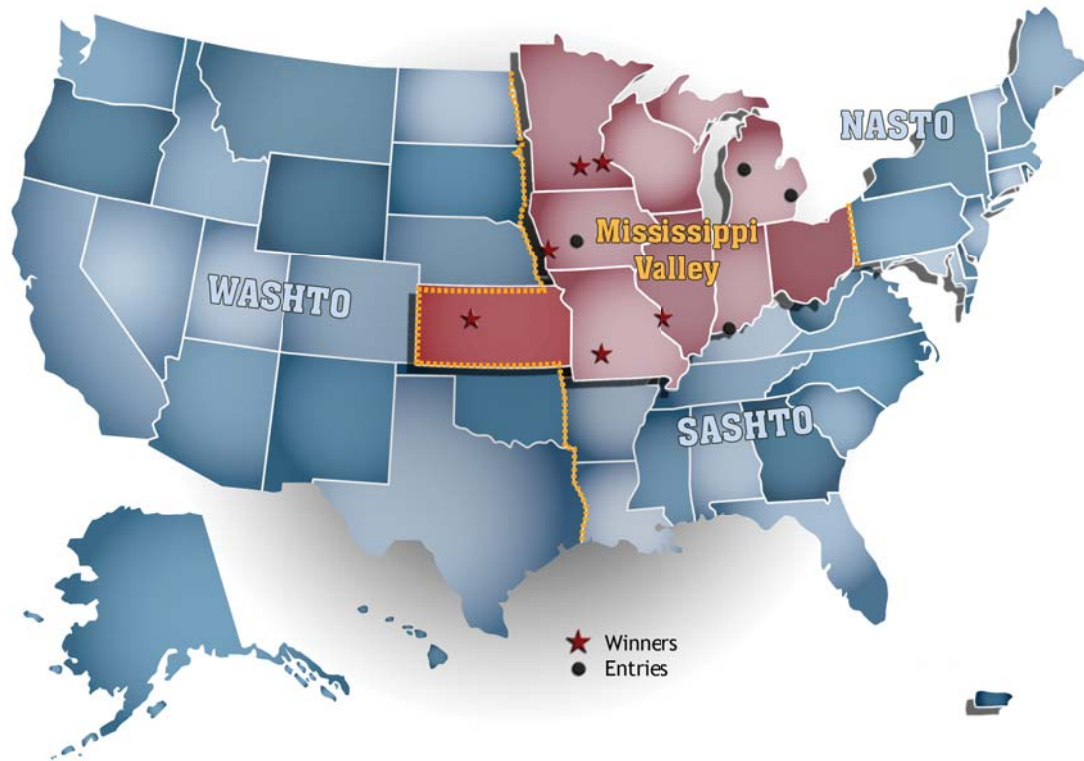 NASTO
Mississippi
Valley
WASHTO
SASHTO
Winners
Entries